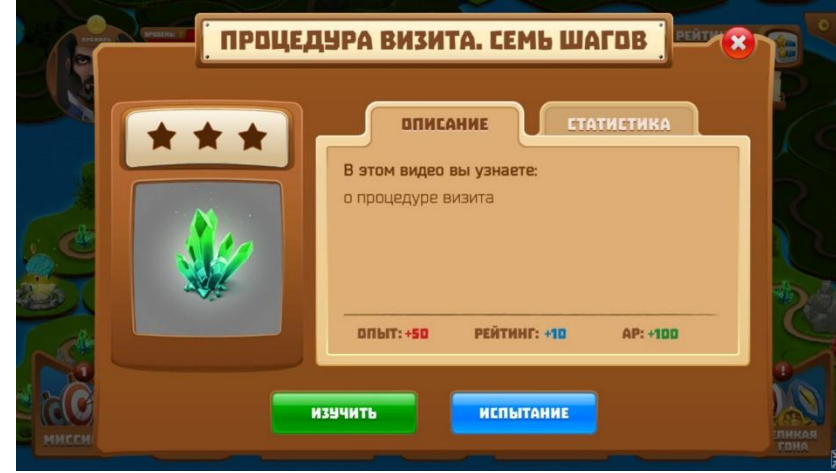 ПРОЦЕДУРА ВИЗИТА. СЕМЬ ШАГОВ
ОПИСАНИЕ
СТАТИСТИКА
В этом видео вы узнаете:
о процедуре визита
ОПЫТ: +50
РЕЙТИНГ: +10
AP: +100
ИЗУЧИТЬ
ИСПЫТАНИЕ